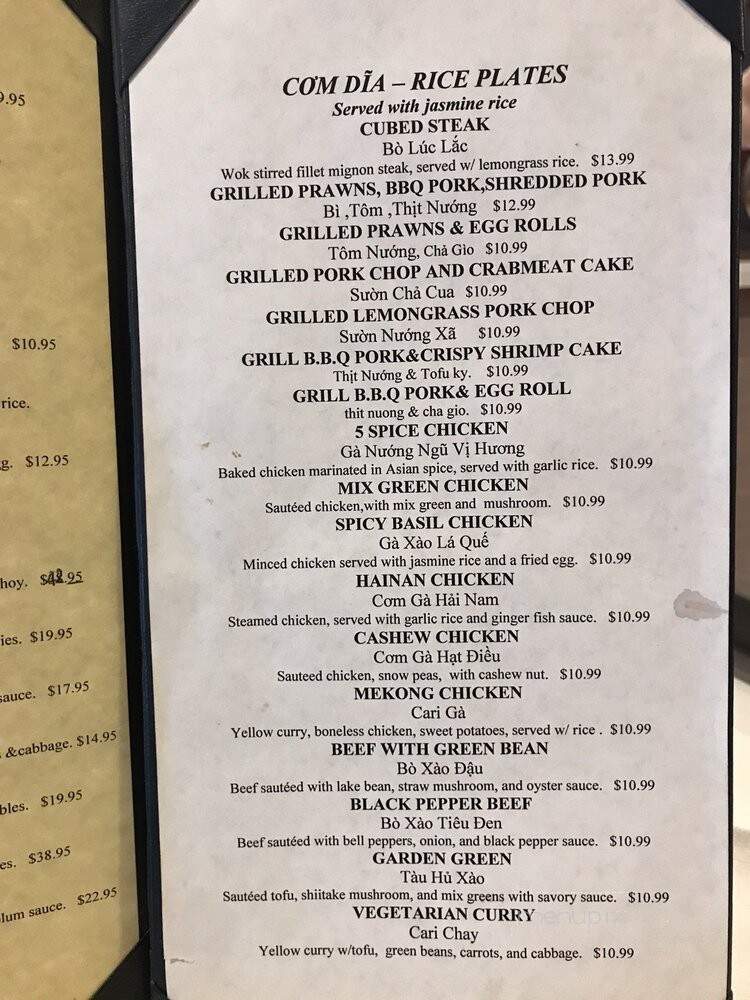 9.95
$10.95
rice.
g. $12.95
hoy.
ies. $19.95
sauce. $17.95
&cabbage. $14.95
bles. $19.95
es. $38.95
lum sauce. $22.95
CƠM DĨA – RICE PLATES
Served with jasmine rice
CUBED STEAK
Bò Lúc Lắc
Wok stirred fillet mignon steak, served w/ lemongrass rice. $13.99
GRILLED PRAWNS, BBQ PORK,SHREDDED PORK
Bì ,Tôm ,Thịt Nướng $12.99
GRILLED PRAWNS & EGG ROLLS
Tôm Nướng, Chả Gìo $10.99
GRILLED PORK CHOP AND CRABMEAT CAKE
Sườn Chả Cua $10.99
GRILLED LEMONGRASS PORK CHOP
Sườn Nướng Xã $10.99
GRILL B.B.Q PORK&CRISPY SHRIMP CAKE
Thịt Nướng & Tofu ky. $10.99
GRILL B.B.Q PORK& EGG ROLL
thit nuong & cha gio. $10.99
5 SPICE CHICKEN
Gà Nướng Ngũ Vị Hương
Baked chicken marinated in Asian spice, served with garlic rice. $10.99
MIX GREEN CHICKEN
Sautéed chicken,with mix green and mushroom. $10.99
SPICY BASIL CHICKEN
Gà Xào Lá Quế
Minced chicken served with jasmine rice and a fried egg. $10.99
HAINAN CHICKEN
Cơm Gà Hải Nam
Steamed chicken, served with garlic rice and ginger fish sauce. $10.99
CASHEW CHICKEN
Cơm Gà Hạt Điều
Sauteed chicken, snow peas, with cashew nut. $10.99
MEKONG CHICKEN
Cari Gà
Yellow curry, boneless chicken, sweet potatoes, served w/ rice . $10.99
BEEF WITH GREEN BEAN
Bò Xào Đậu
Beef sautéed with lake bean, straw mushroom, and oyster sauce. $10.99
BLACK PEPPER BEEF
Bò Xào Tiêu Đen
Beef sautéed with bell peppers, onion, and black pepper sauce. $10.99
GARDEN GREEN
Tàu Hủ Xào
Sautéed tofu, shiitake mushroom, and mix greens with savory sauce. $10.99
VEGETARIAN CURRY
Cari Chay
Yellow curry w/tofu, green beans, carrots, and cabbage. $10.99